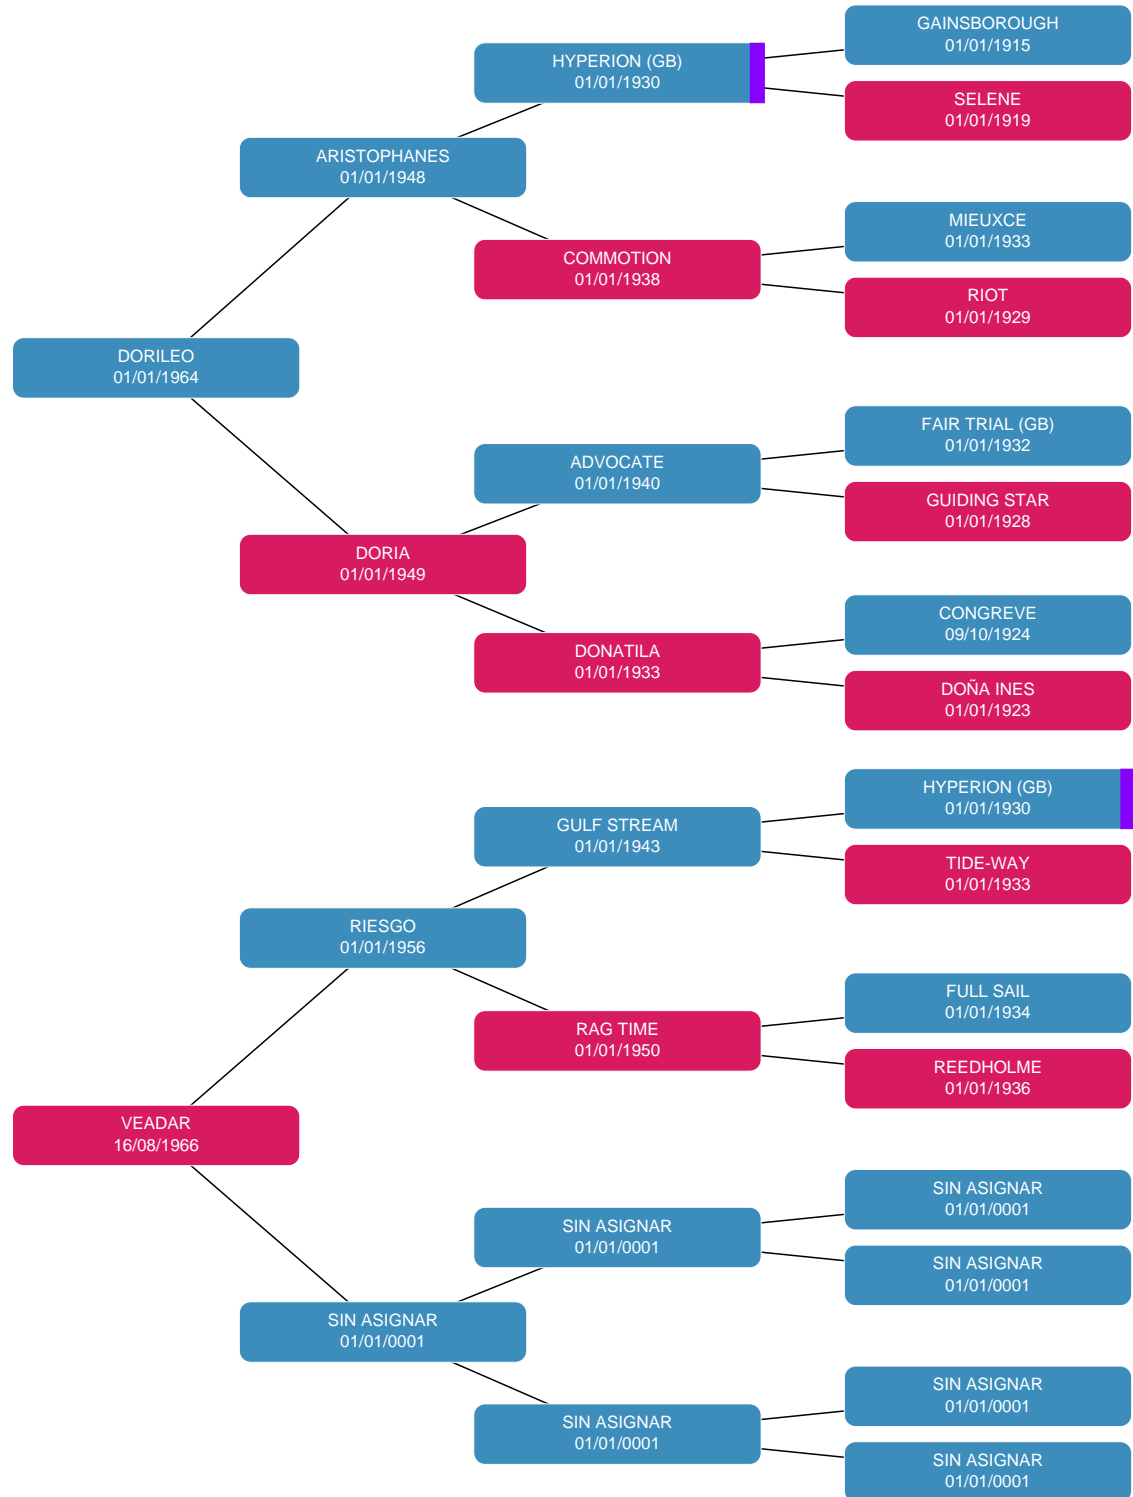 GAINSBOROUGH
01/01/1915
HYPERION (GB)
01/01/1930
SELENE
01/01/1919
ARISTOPHANES
01/01/1948
MIEUXCE
01/01/1933
COMMOTION
01/01/1938
RIOT
01/01/1929
DORILEO
01/01/1964
FAIR TRIAL (GB)
01/01/1932
ADVOCATE
01/01/1940
GUIDING STAR
01/01/1928
DORIA
01/01/1949
CONGREVE
09/10/1924
DONATILA
01/01/1933
DOÑA INES
01/01/1923
HYPERION (GB)
01/01/1930
GULF STREAM
01/01/1943
TIDE-WAY
01/01/1933
RIESGO
01/01/1956
FULL SAIL
01/01/1934
RAG TIME
01/01/1950
REEDHOLME
01/01/1936
VEADAR
16/08/1966
SIN ASIGNAR
01/01/0001
SIN ASIGNAR
01/01/0001
SIN ASIGNAR
01/01/0001
SIN ASIGNAR
01/01/0001
SIN ASIGNAR
01/01/0001
SIN ASIGNAR
01/01/0001
SIN ASIGNAR
01/01/0001